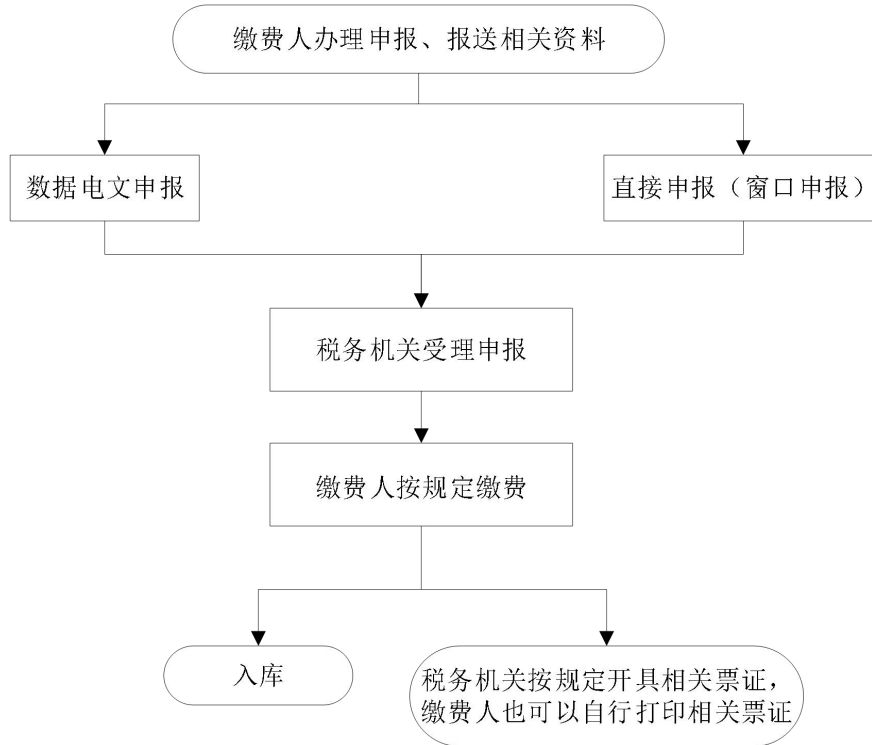 缴费人办理申报、报送相关资料
数据电文申报
直接申报（窗口申报）
税务机关受理申报
缴费人按规定缴费
入库
税务机关按规定开具相关票证，
缴费人也可以自行打印相关票证